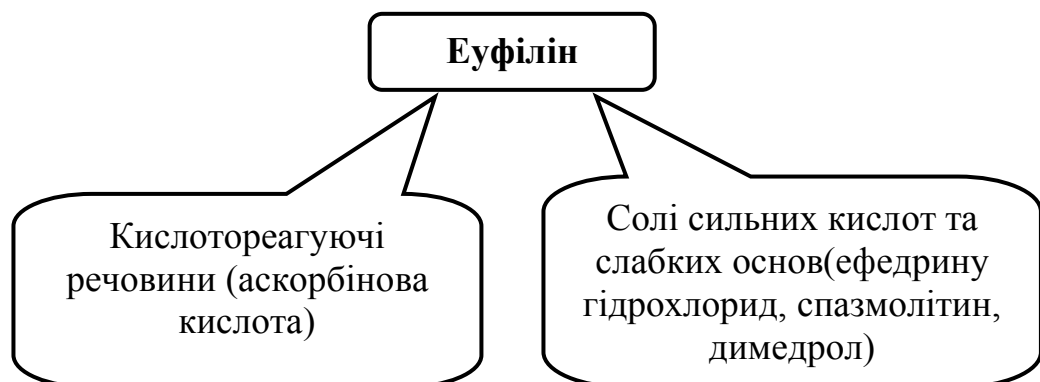 Еуфілін
Кислотореагуючі
речовини (аскорбінова
кислота)
Солі сильних кислот та
слабких основ(ефедрину
гідрохлорид, спазмолітин,
димедрол)